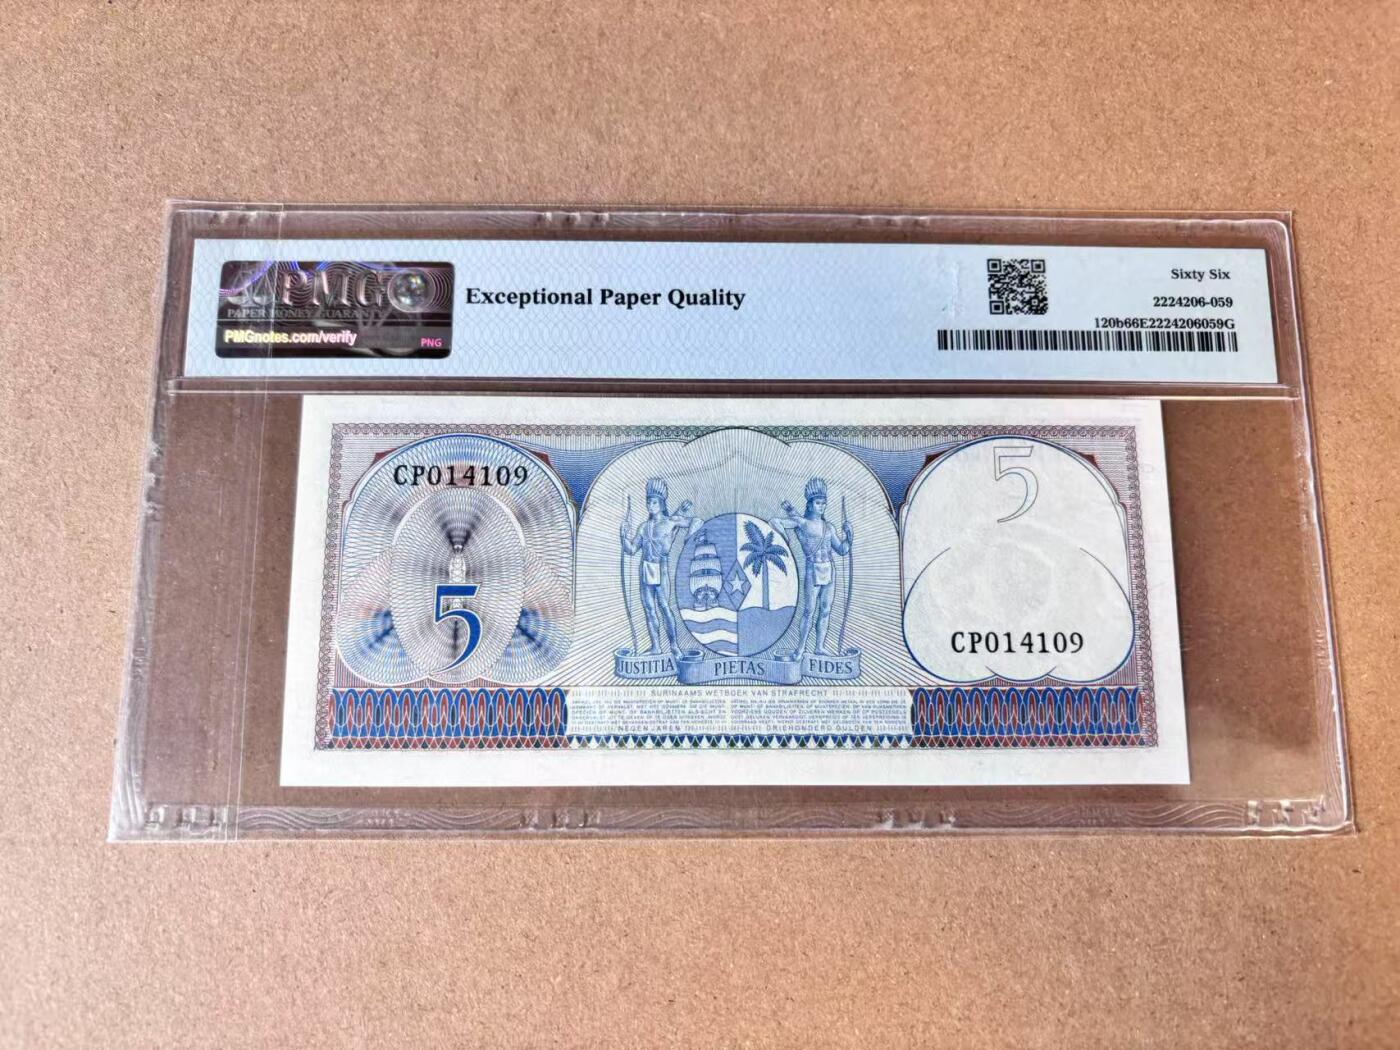 PMG
PAPER MONEY GUARANTY
PMGnotes.com/verify
PNG
Exceptional Paper Quality
Sixty Six
2224206-059
120b66E2224206059G
CP014109
5
5
CP014109
JUSTITIA PIETAS FIDES
SURINAAMS WETBOEK VAN STRAFRECHT
NEGEN JAREN
DRIEHONDERD GULDEN